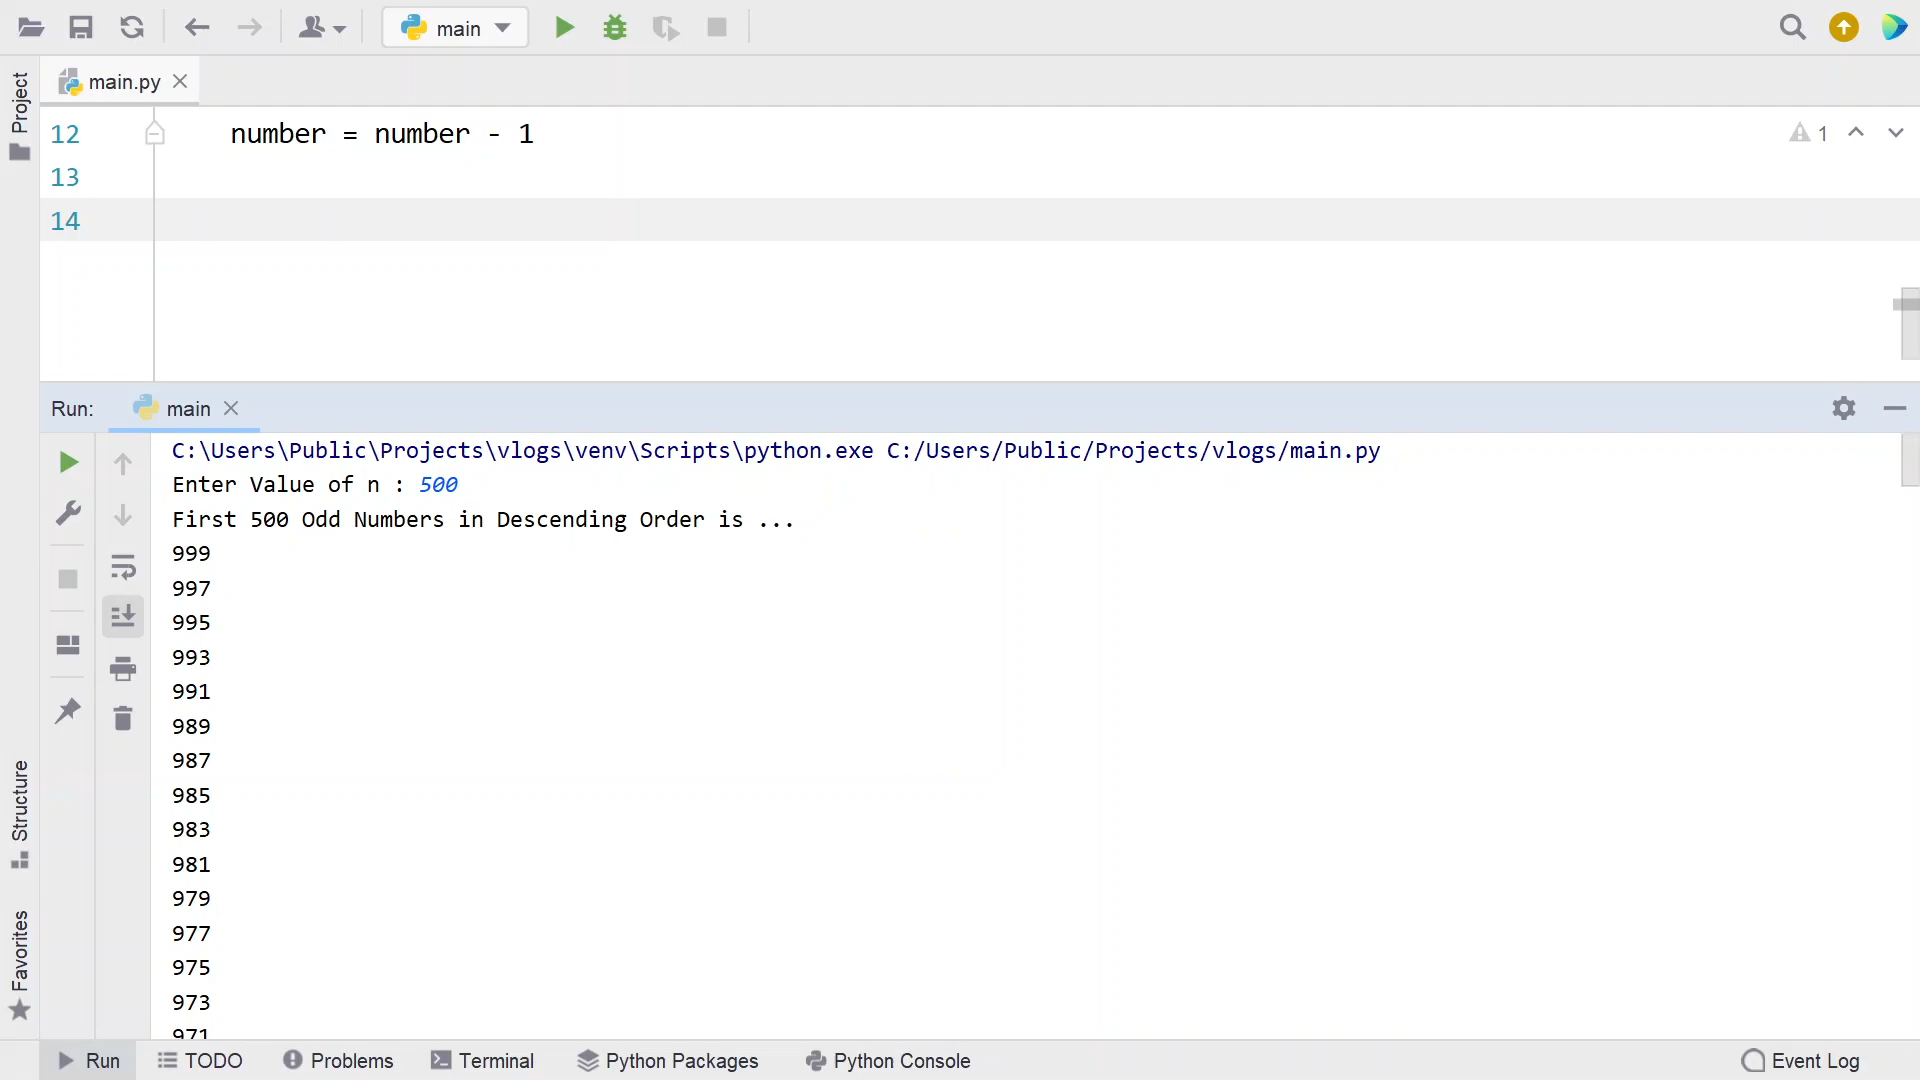 main
Project
main.py
12 number = number - 1
1
13
14
Run: main
C:\Users\Public\Projects\vlogs\venv\Scripts\python.exe C:/Users/Public/Projects/vlogs/main.py
Enter Value of n : 500
First 500 Odd Numbers in Descending Order is ...
999
997
995
993
991
989
987
985
983
981
979
977
975
973
971
Structure
Favorites
Run TODO Problems Terminal Python Packages Python Console Event Log